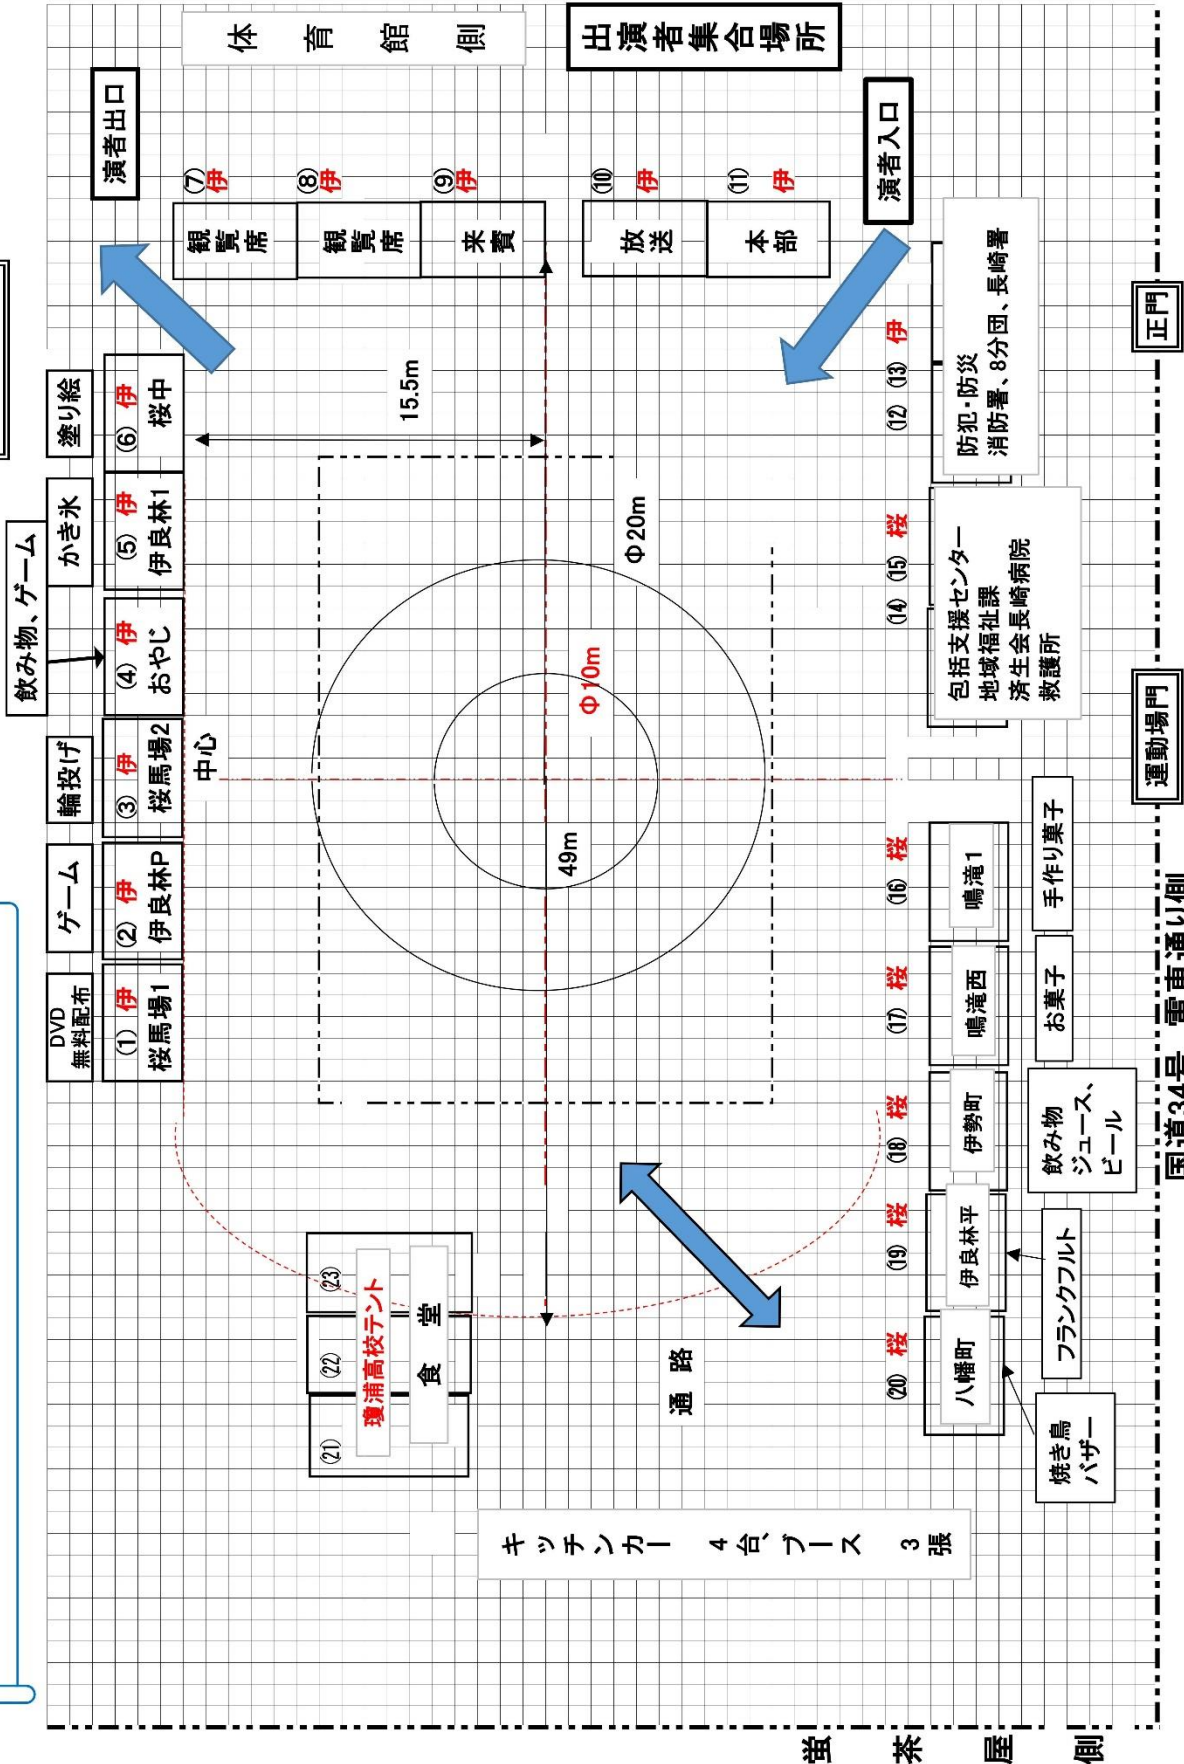 DVD
無料配布
ゲーム
輪投げ
飲み物、ゲーム
かき氷
塗り絵
演者出口
① 伊
桜馬場1
② 伊
伊良林P
③ 伊
桜馬場2
④ 伊
おやじ
⑤ 伊
伊良林1
⑥ 伊
桜中
⑦
伊
観覧席
⑧
伊
観覧席
⑨
伊
来賓
⑩
伊
放送
⑪
伊
本部
体育館側
出演者集合場所
演者入口
中心
15.5m
Φ20m
Φ10m
49m
㉑
㉒
㉓
瓊浦高校テント
食堂
通路
キッチンカー 4台、ブース 3張
⑳ 桜
八幡町
⑲ 桜
伊良林平
⑱ 桜
伊勢町
⑰ 桜
鳴滝西
⑯ 桜
鳴滝1
⑭ ⑮ 桜
包括支援センター
地域福祉課
済生会長崎病院
救護所
⑫ ⑬ 伊
防犯・防災
消防署、8分団、長崎署
焼き鳥
バザー
フランクフルト
飲み物
ジュース、
ビール
お菓子
手作り菓子
運動場門
正門
蛍茶屋側
国道34号 電車通り側